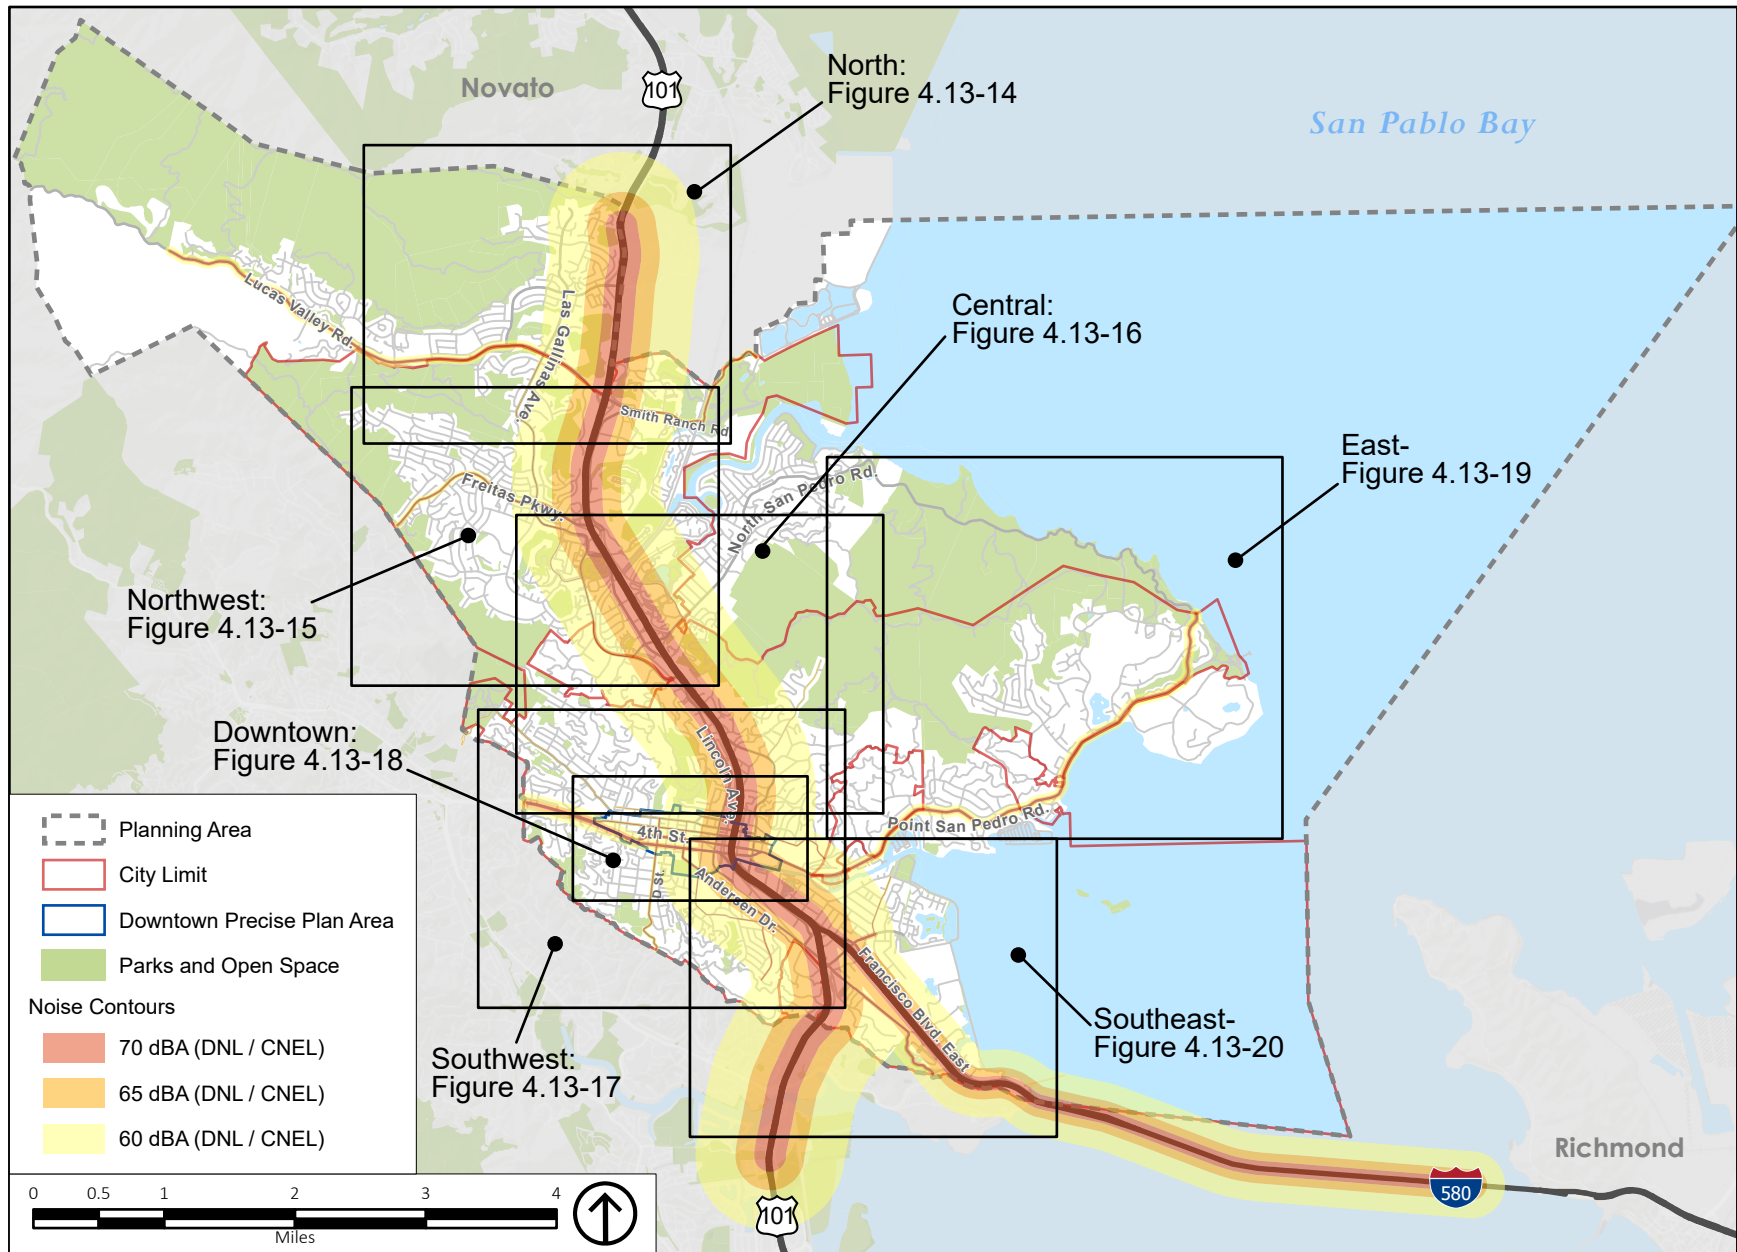 Novato
101
North:
Figure 4.13-14
San Pablo Bay
Lucas Valley Rd.
Las Gallinas Ave.
Central:
Figure 4.13-16
Smith Ranch Rd
East-
Figure 4.13-19
Freitas Pkwy.
North San Pedro Rd.
Northwest:
Figure 4.13-15
Downtown:
Figure 4.13-18
Lincoln Ave.
Point San Pedro Rd.
4th St.
D St.
Andersen Dr.
Francisco Blvd. East
Planning Area
City Limit
Downtown Precise Plan Area
Parks and Open Space
Noise Contours
70 dBA (DNL / CNEL)
65 dBA (DNL / CNEL)
60 dBA (DNL / CNEL)
Southwest:
Figure 4.13-17
Southeast-
Figure 4.13-20
Richmond
580
101
0 0.5 1 2 3 4
Miles